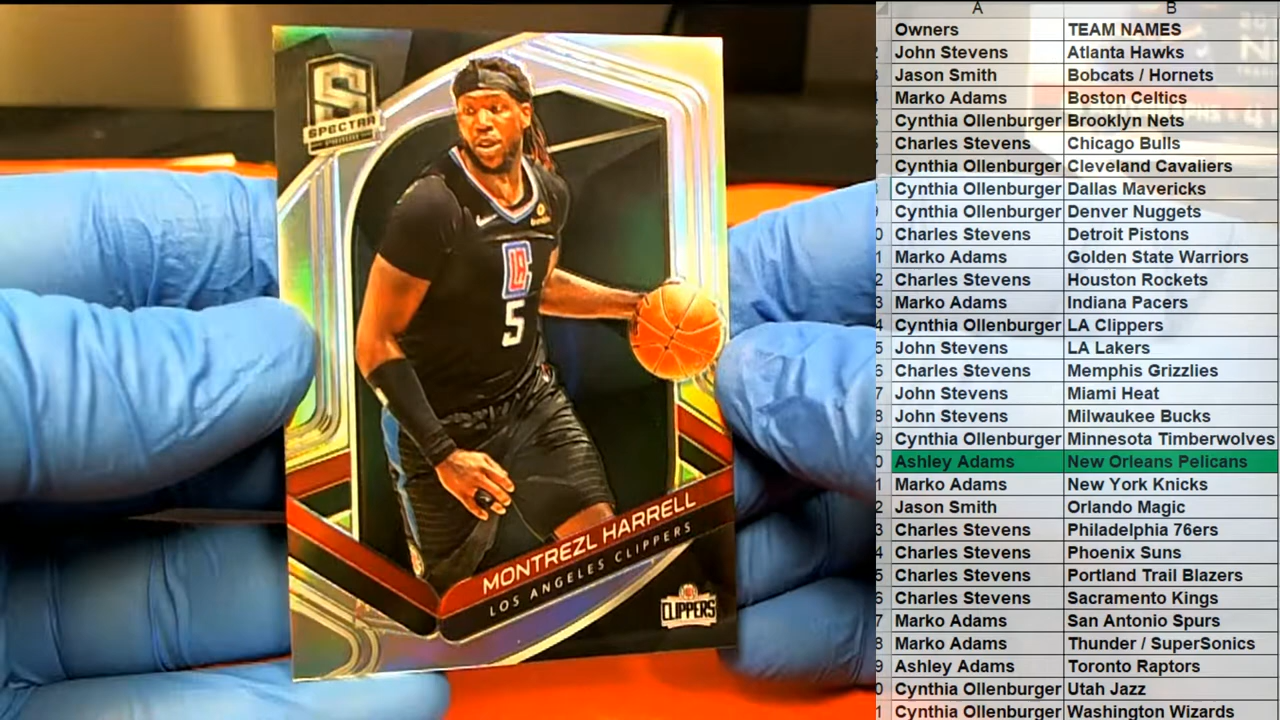 SPECTRA
PANINI
5
MONTREZL HARRELL
LOS ANGELES CLIPPERS
CLIPPERS
A B
Owners TEAM NAMES
John Stevens Atlanta Hawks
Jason Smith Bobcats / Hornets
Marko Adams Boston Celtics
Cynthia Ollenburger Brooklyn Nets
Charles Stevens Chicago Bulls
Cynthia Ollenburger Cleveland Cavaliers
Cynthia Ollenburger Dallas Mavericks
Cynthia Ollenburger Denver Nuggets
Charles Stevens Detroit Pistons
Marko Adams Golden State Warriors
Charles Stevens Houston Rockets
Marko Adams Indiana Pacers
Cynthia Ollenburger LA Clippers
John Stevens LA Lakers
Charles Stevens Memphis Grizzlies
John Stevens Miami Heat
John Stevens Milwaukee Bucks
Cynthia Ollenburger Minnesota Timberwolves
Ashley Adams New Orleans Pelicans
Marko Adams New York Knicks
Jason Smith Orlando Magic
Charles Stevens Philadelphia 76ers
Charles Stevens Phoenix Suns
Charles Stevens Portland Trail Blazers
Charles Stevens Sacramento Kings
Marko Adams San Antonio Spurs
Marko Adams Thunder / SuperSonics
Ashley Adams Toronto Raptors
Cynthia Ollenburger Utah Jazz
Cynthia Ollenburger Washington Wizards